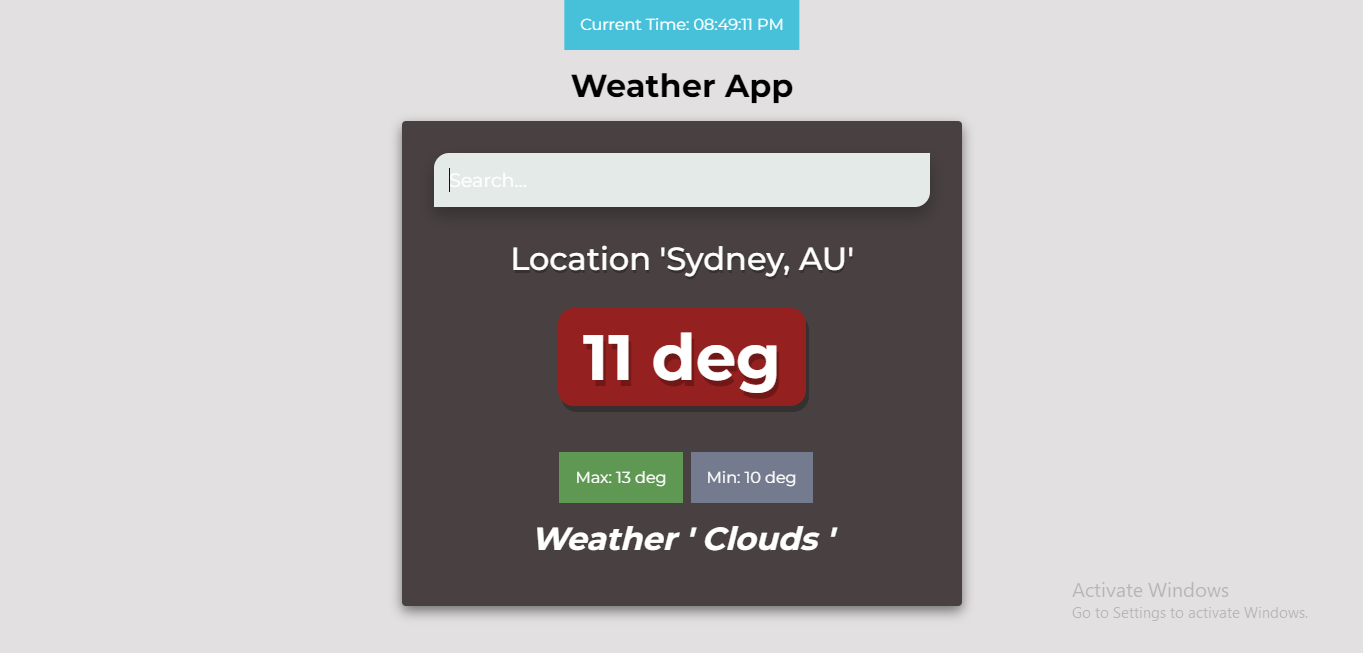 Current Time: 08:49:11 PM
Weather App
Search...
Location 'Sydney, AU'
11 deg
Max: 13 deg Min: 10 deg
Weather ' Clouds '
Activate Windows
Go to Settings to activate Windows.